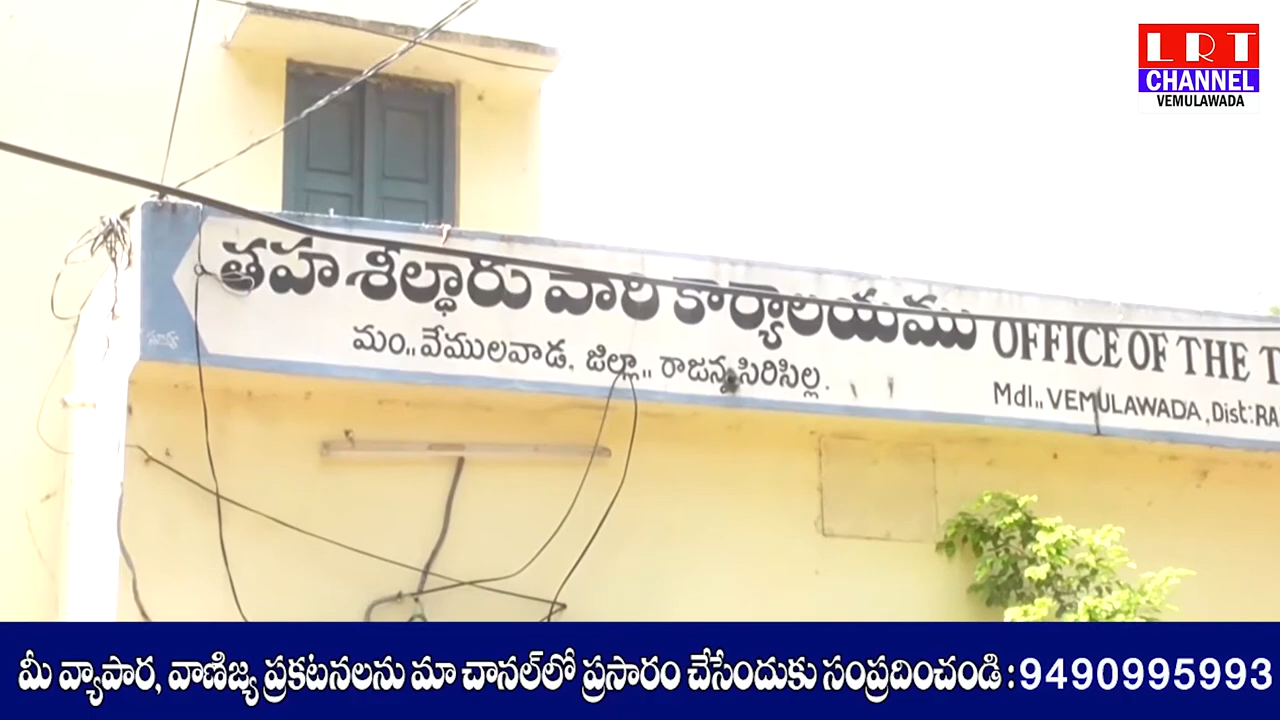 LRT
CHANNEL
VEMULAWADA
తహశీల్ధారు వారి కార్యాలయము OFFICE OF THE T
మం,, వేములవాడ. జిల్లా,, రాజన్నసిరిసిల్ల.
Mdl,, VEMULAWADA, Dist: RA
మీ వ్యాపార, వాణిజ్య ప్రకటనలను మా చానల్‌లో ప్రసారం చేసేందుకు సంప్రదించండి : 9490995993